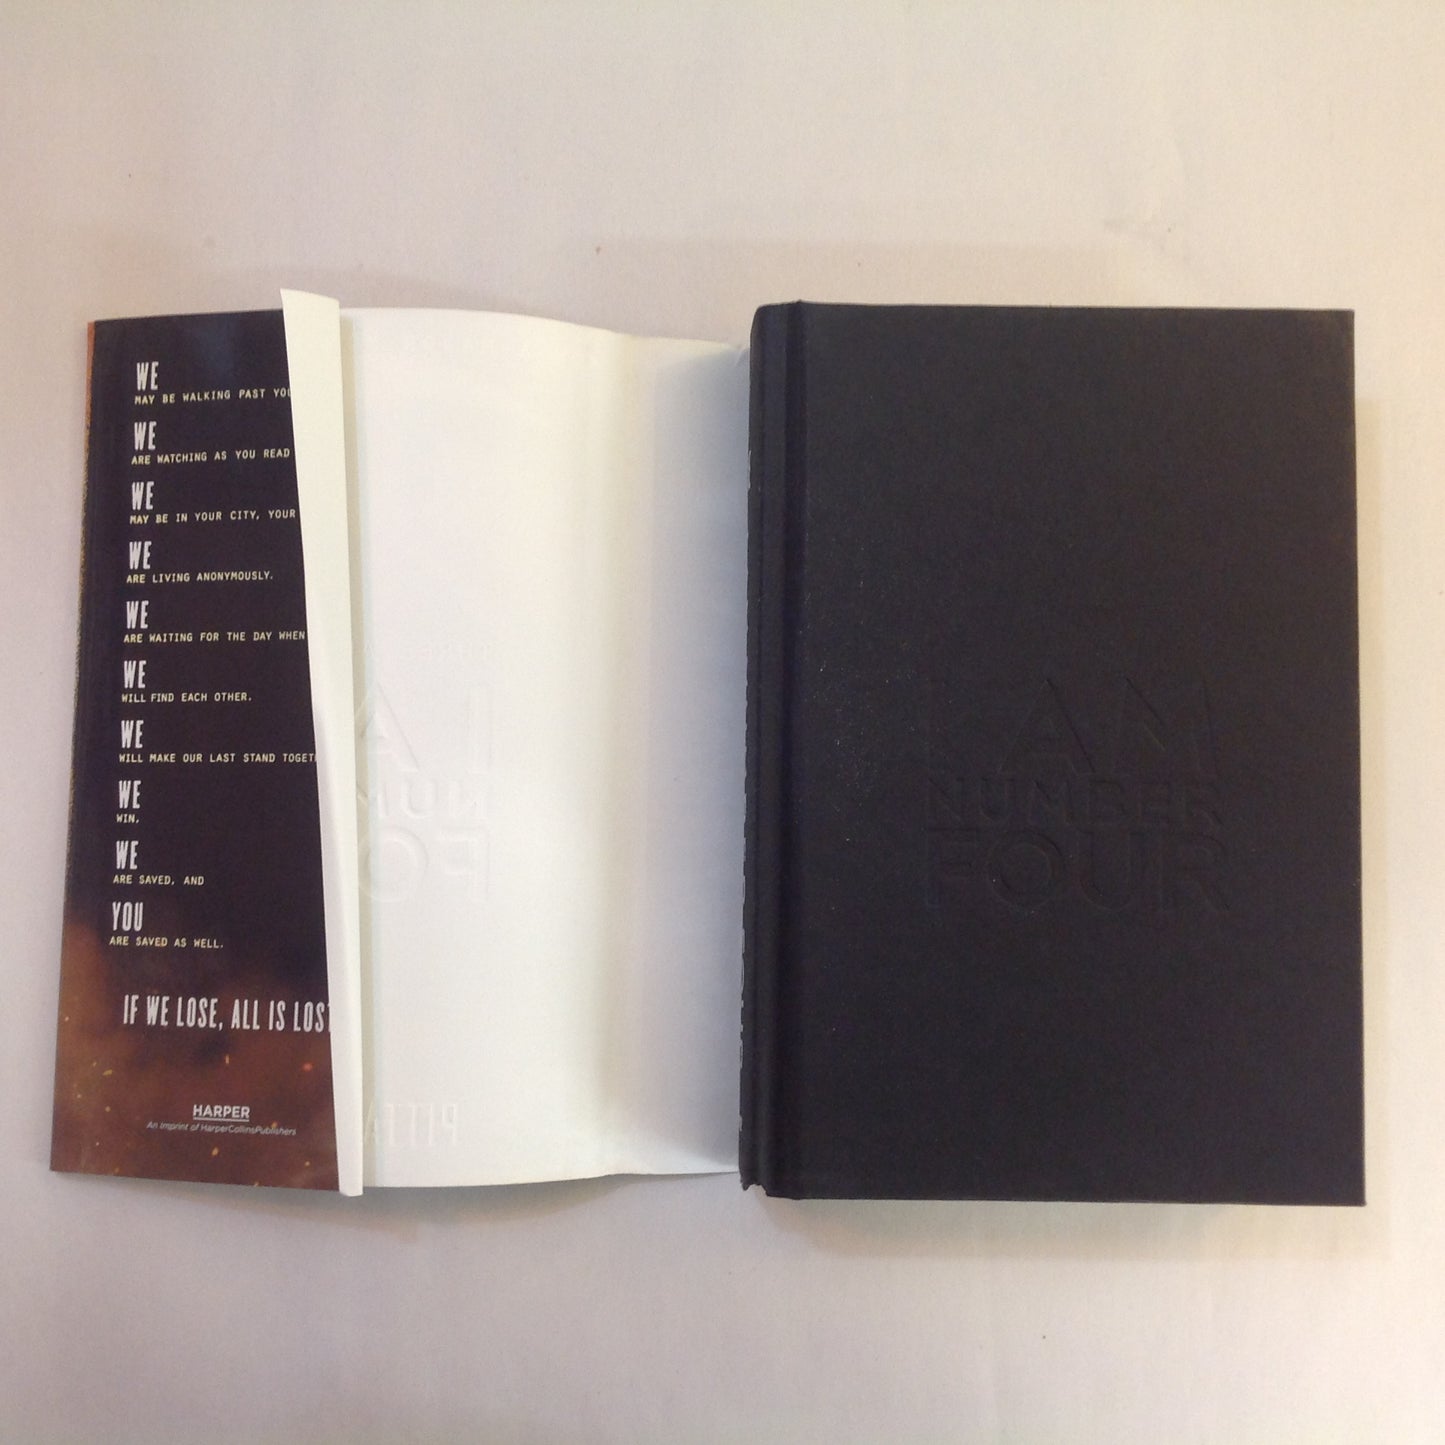 WE
MAY BE WALKING PAST YOU
WE
ARE WATCHING AS YOU READ
WE
MAY BE IN YOUR CITY, YOUR
WE
ARE LIVING ANONYMOUSLY.
WE
ARE WAITING FOR THE DAY WHEN
WE
WILL FIND EACH OTHER.
WE
WILL MAKE OUR LAST STAND TOGET
WE
WIN,
WE
ARE SAVED, AND
YOU
ARE SAVED AS WELL.
IF WE LOSE, ALL IS LOST
HARPER
An Imprint of HarperCollinsPublishers
I A
NUM
FO
PITTA
I AM
NUMBER
FOUR